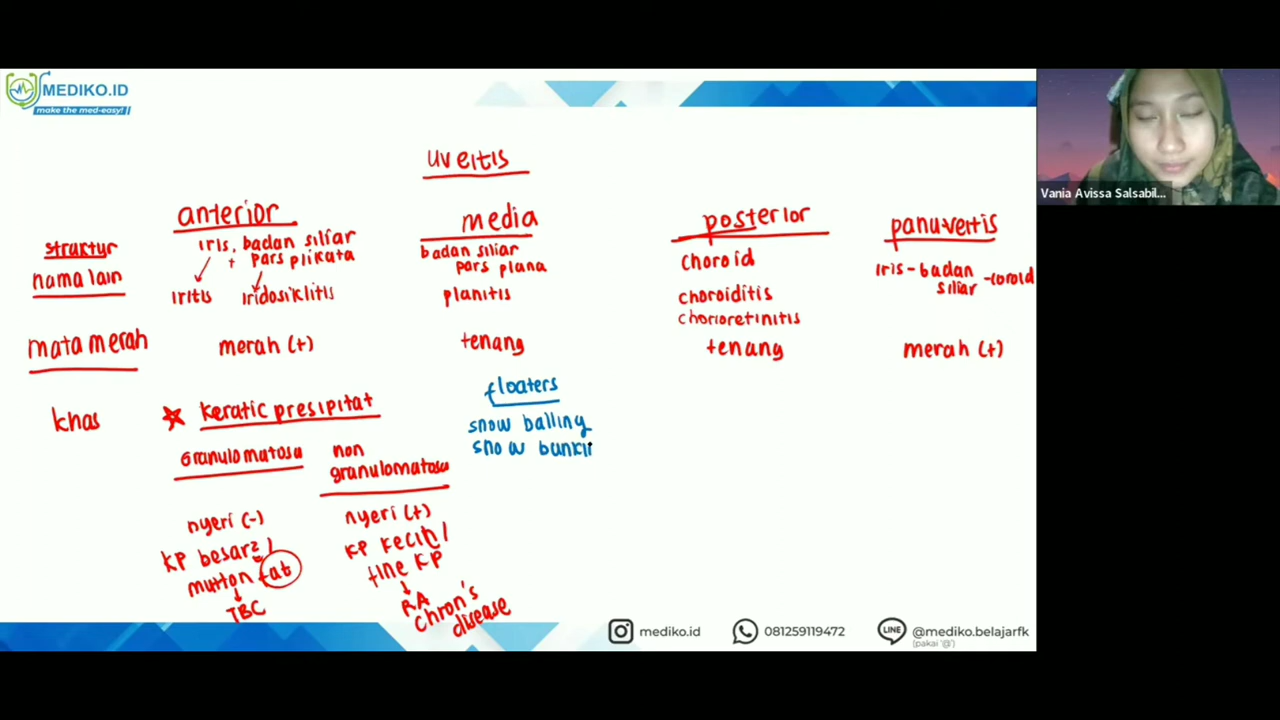 MEDIKO.ID
make the med-easy!
Vania Avissa Salsabil...
uveitis
anterior
media
posterior
panuveitis
struktur
iris, badan siliar
+ pars plikata
badan siliar
pars plana
choroid
iris - badan
siliar - coroid
nama lain
iritis
iridosiklitis
planitis
choroiditis
chorioretinitis
mata merah
merah (+)
tenang
tenang
merah (+)
khas
keratic presipitat
floaters
snow balling
snow bankin
granulomatosa
non
granulomatosa
nyeri (-)
nyeri (+)
KP besar2 /
mutton fat
TBC
KP kecil /
fine KP
RA
Chron's
disease
mediko.id
081259119472
@mediko.belajarfk
(pakai '@')